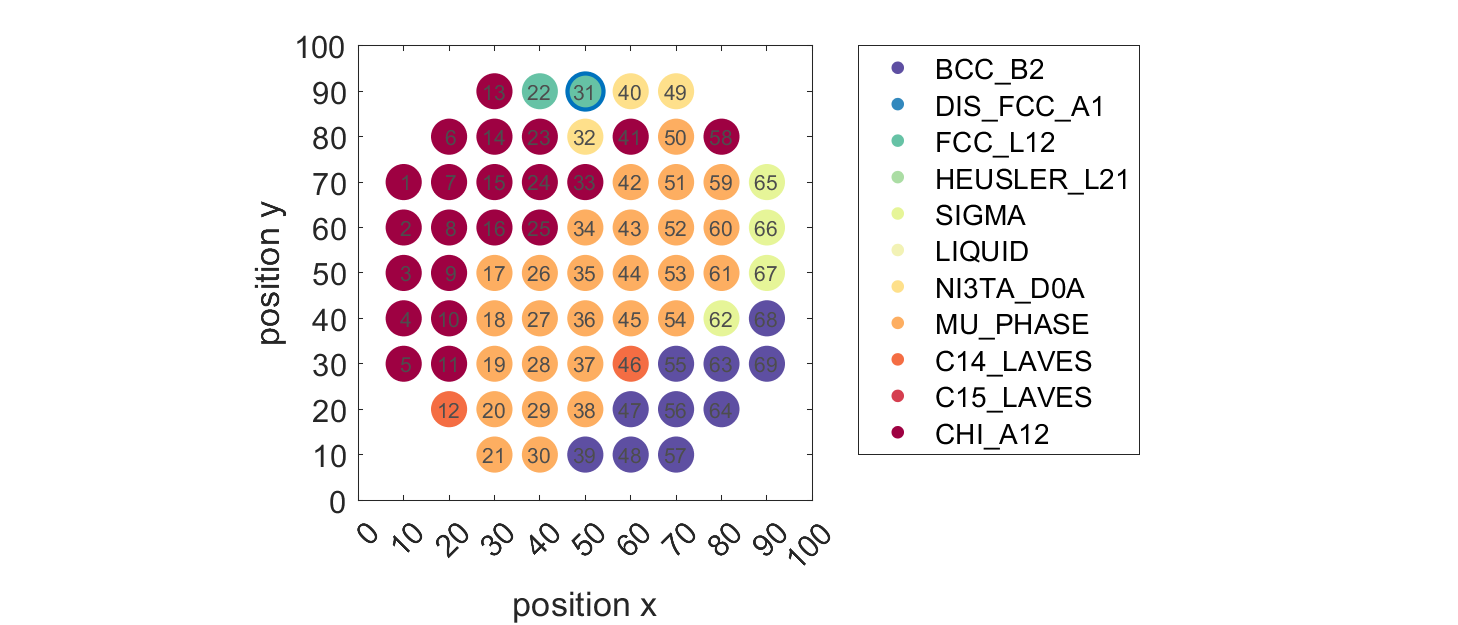 100
90 13 22 31 40 49
80 6 14 23 32 41 50 58
70 1 7 15 24 33 42 51 59 65
60 2 8 16 25 34 43 52 60 66
50 3 9 17 26 35 44 53 61 67
40 4 10 18 27 36 45 54 62 68
30 5 11 19 28 37 46 55 63 69
20 12 20 29 38 47 56 64
10 21 30 39 48 57
0
position y
0 10 20 30 40 50 60 70 80 90 100
position x
BCC_B2
DIS_FCC_A1
FCC_L12
HEUSLER_L21
SIGMA
LIQUID
NI3TA_D0A
MU_PHASE
C14_LAVES
C15_LAVES
CHI_A12